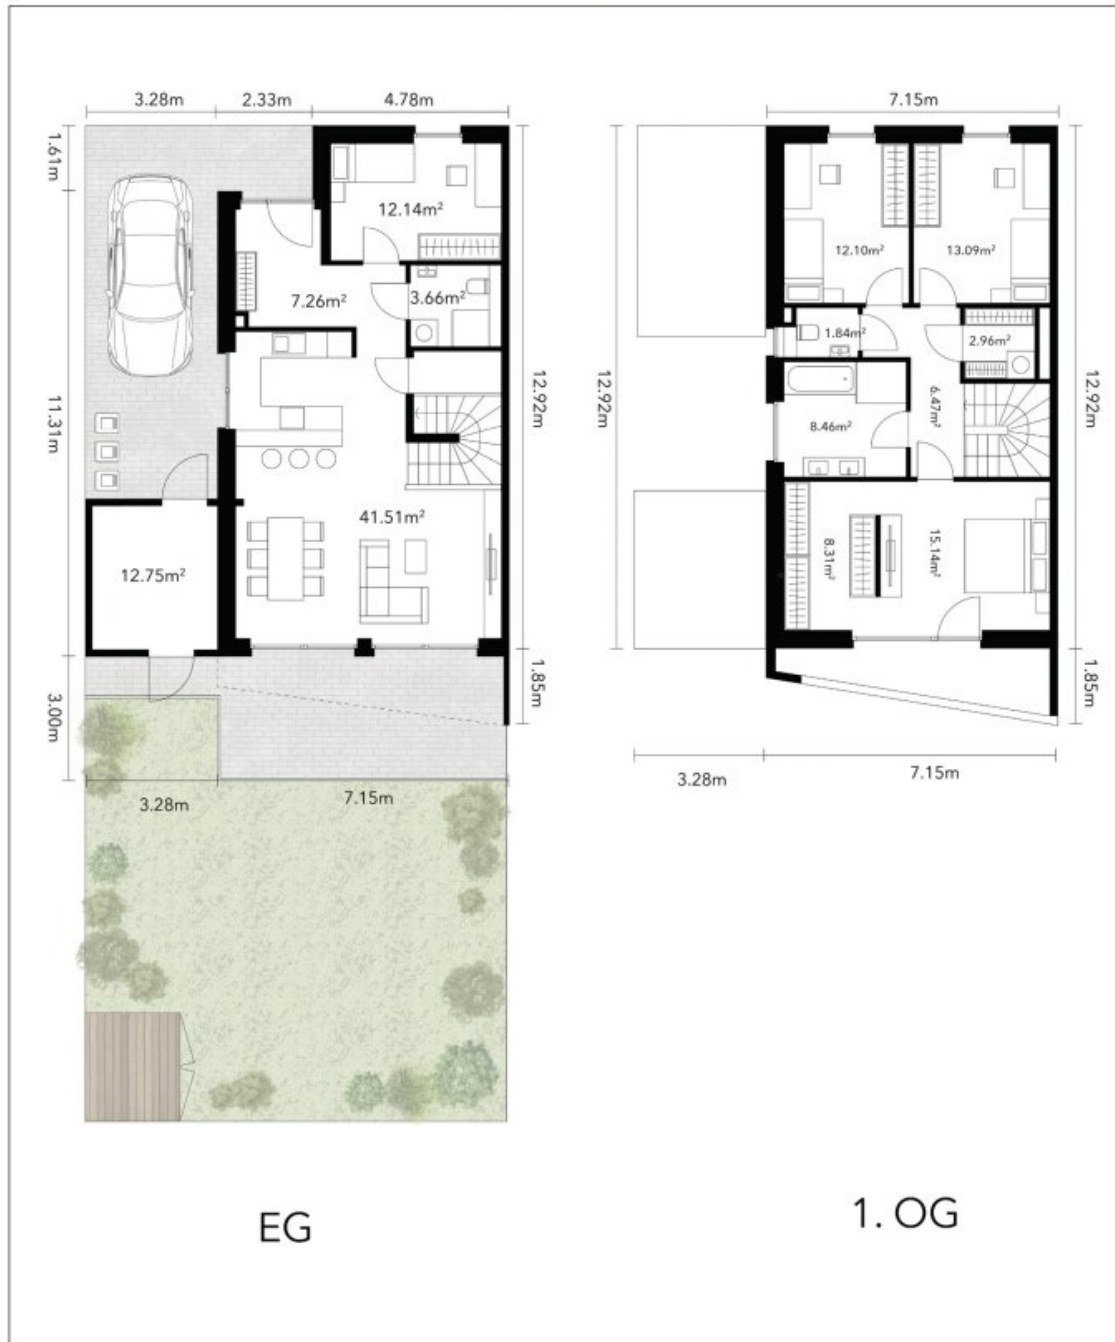 3.28m
2.33m
4.78m
1.61m
12.14m²
7.26m²
3.66m²
11.31m
12.92m
41.51m²
12.75m²
3.00m
1.85m
3.28m
7.15m
EG
7.15m
12.10m²
13.09m²
1.84m²
2.96m²
12.92m
6.47m²
12.92m
8.46m²
8.31m²
15.14m²
1.85m
3.28m
7.15m
1. OG